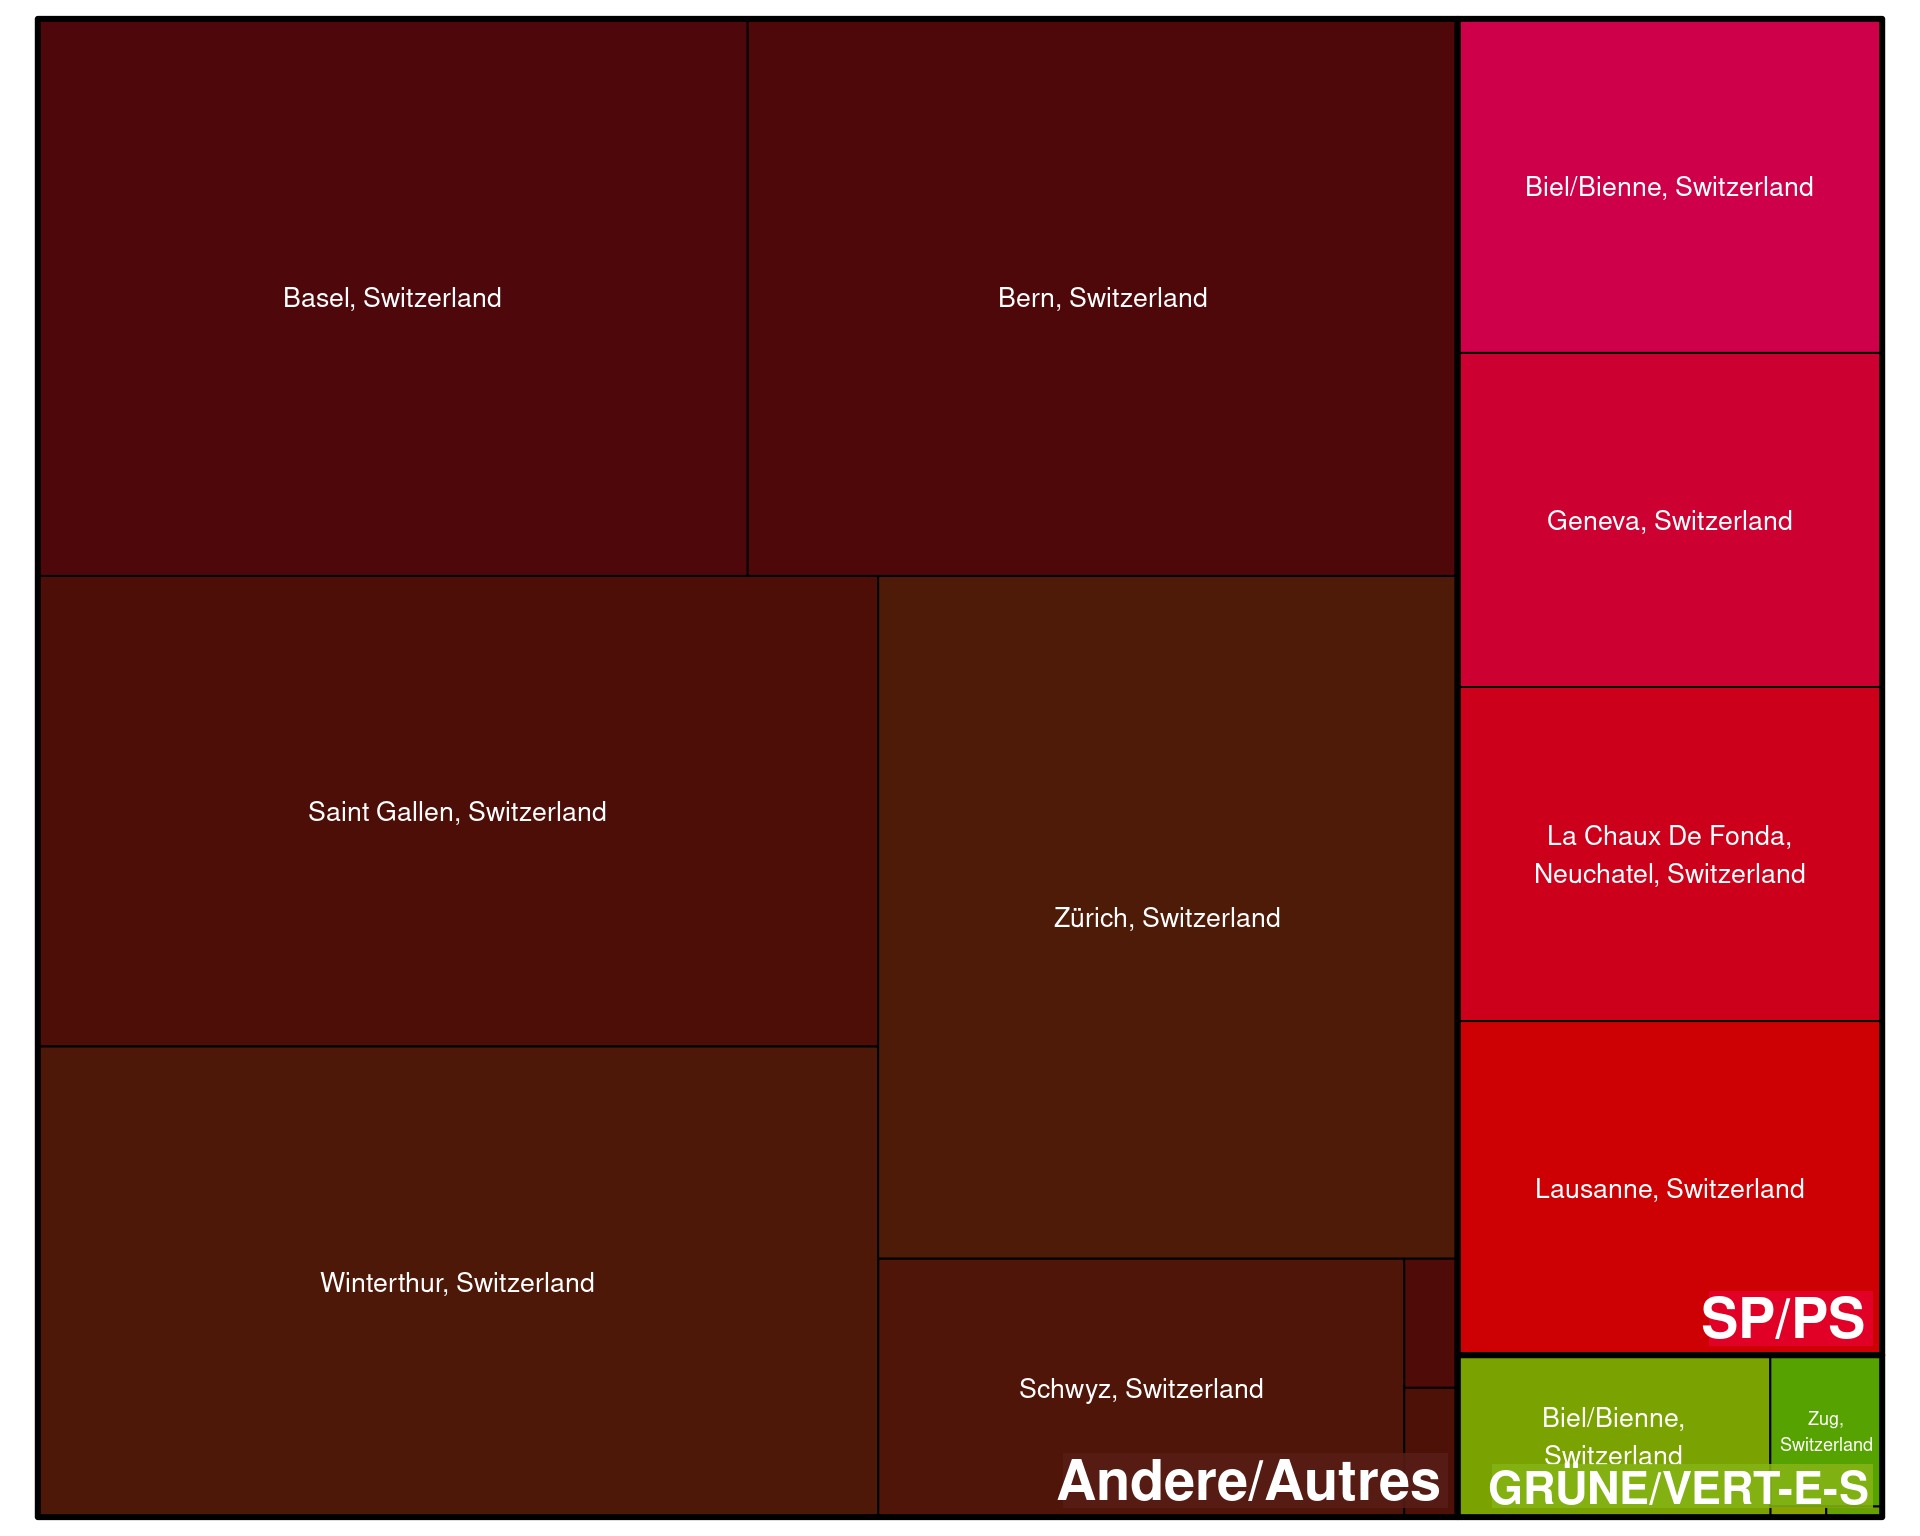 Basel, Switzerland
Bern, Switzerland
Biel/Bienne, Switzerland
Geneva, Switzerland
Saint Gallen, Switzerland
Zürich, Switzerland
La Chaux De Fonda,
Neuchatel, Switzerland
Lausanne, Switzerland
Winterthur, Switzerland
SP/PS
Schwyz, Switzerland
Andere/Autres
Biel/Bienne,
Switzerland
Zug,
Switzerland
GRÜNE/VERT-E-S